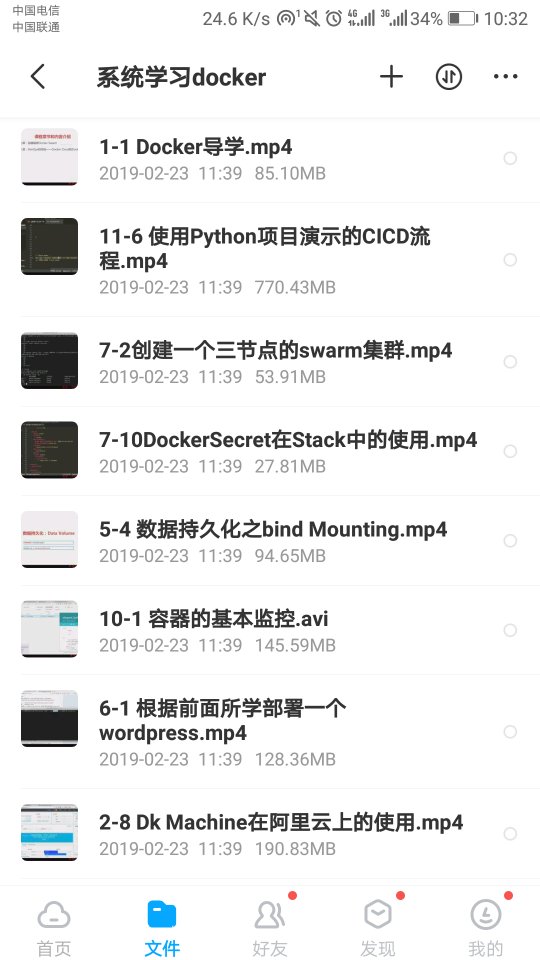 中国电信
中国联通
24.6 K/s
4G
3G
34%
10:32
系统学习docker
1-1 Docker导学.mp4
2019-02-23 11:39 85.10MB
11-6 使用Python项目演示的CICD流
程.mp4
2019-02-23 11:39 770.43MB
7-2创建一个三节点的swarm集群.mp4
2019-02-23 11:39 53.91MB
7-10DockerSecret在Stack中的使用.mp4
2019-02-23 11:39 27.81MB
数据持久化：Data Volume
5-4 数据持久化之bind Mounting.mp4
2019-02-23 11:39 94.65MB
10-1 容器的基本监控.avi
2019-02-23 11:39 145.59MB
6-1 根据前面所学部署一个
wordpress.mp4
2019-02-23 11:39 128.36MB
2-8 Dk Machine在阿里云上的使用.mp4
2019-02-23 11:39 190.83MB
首页
文件
好友
发现
我的